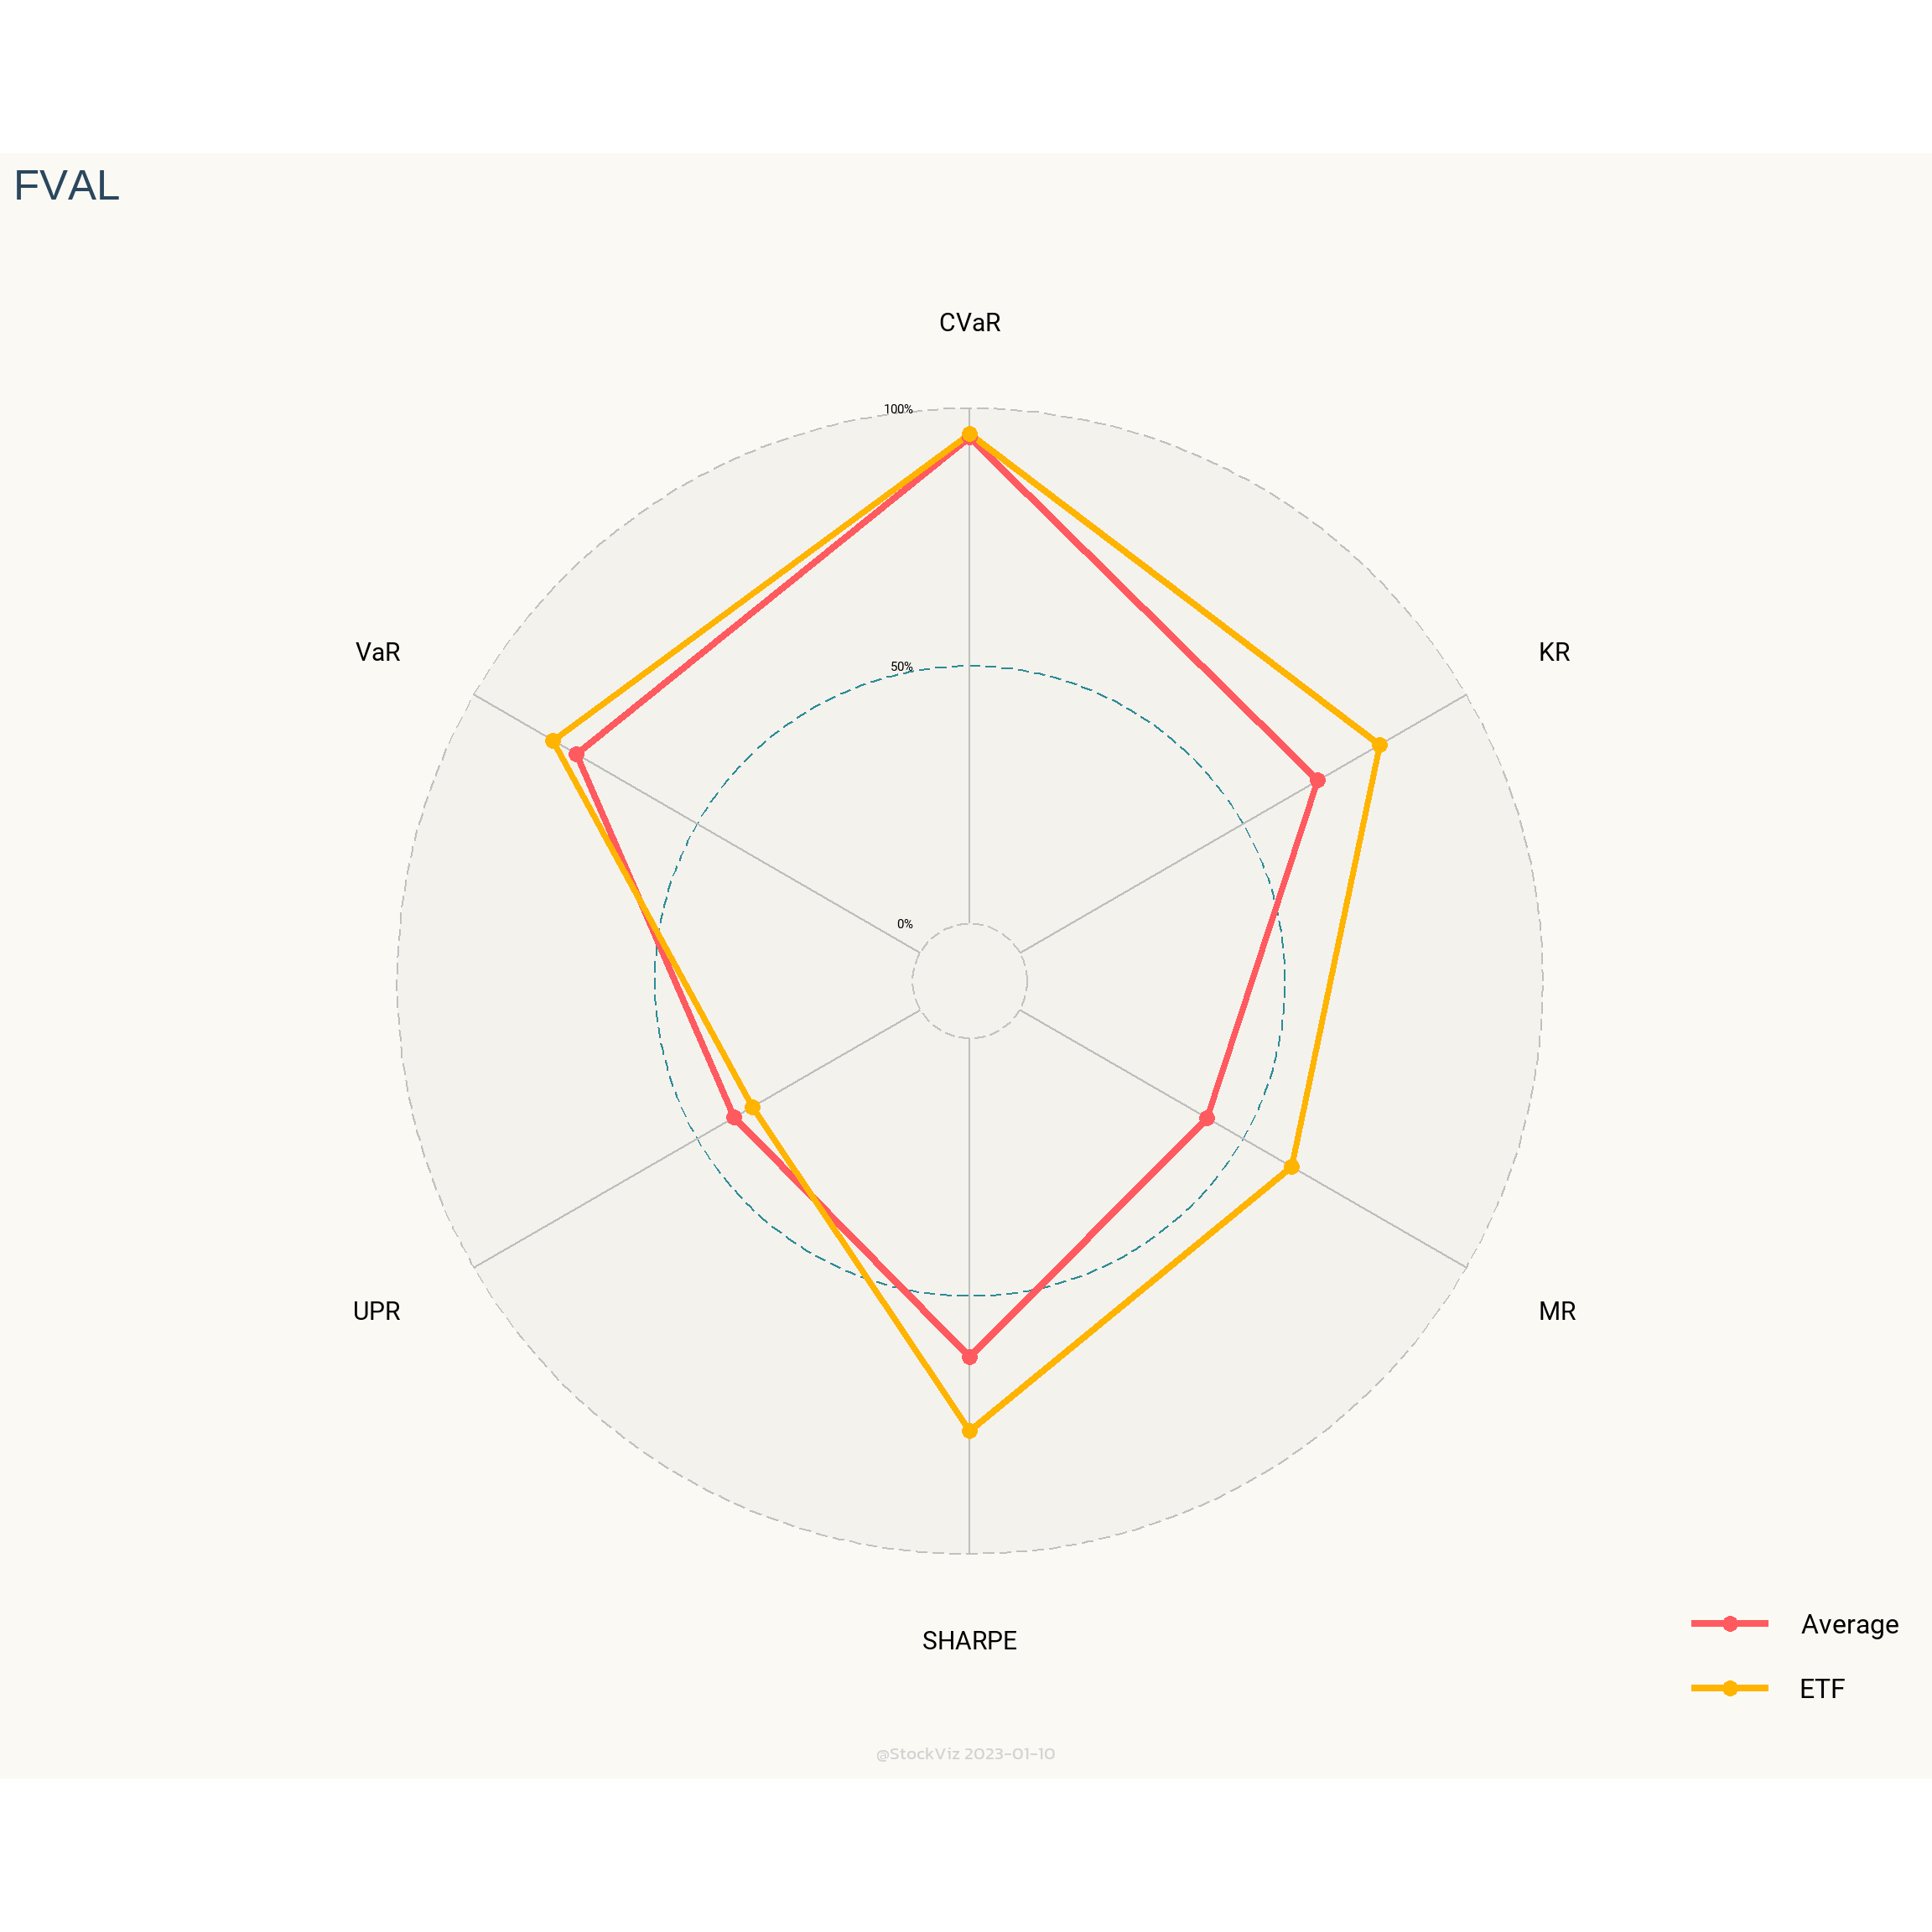 FVAL
CVaR
100%
KR
VaR
50%
0%
UPR
MR
SHARPE
Average
ETF
@StockViz 2023-01-10